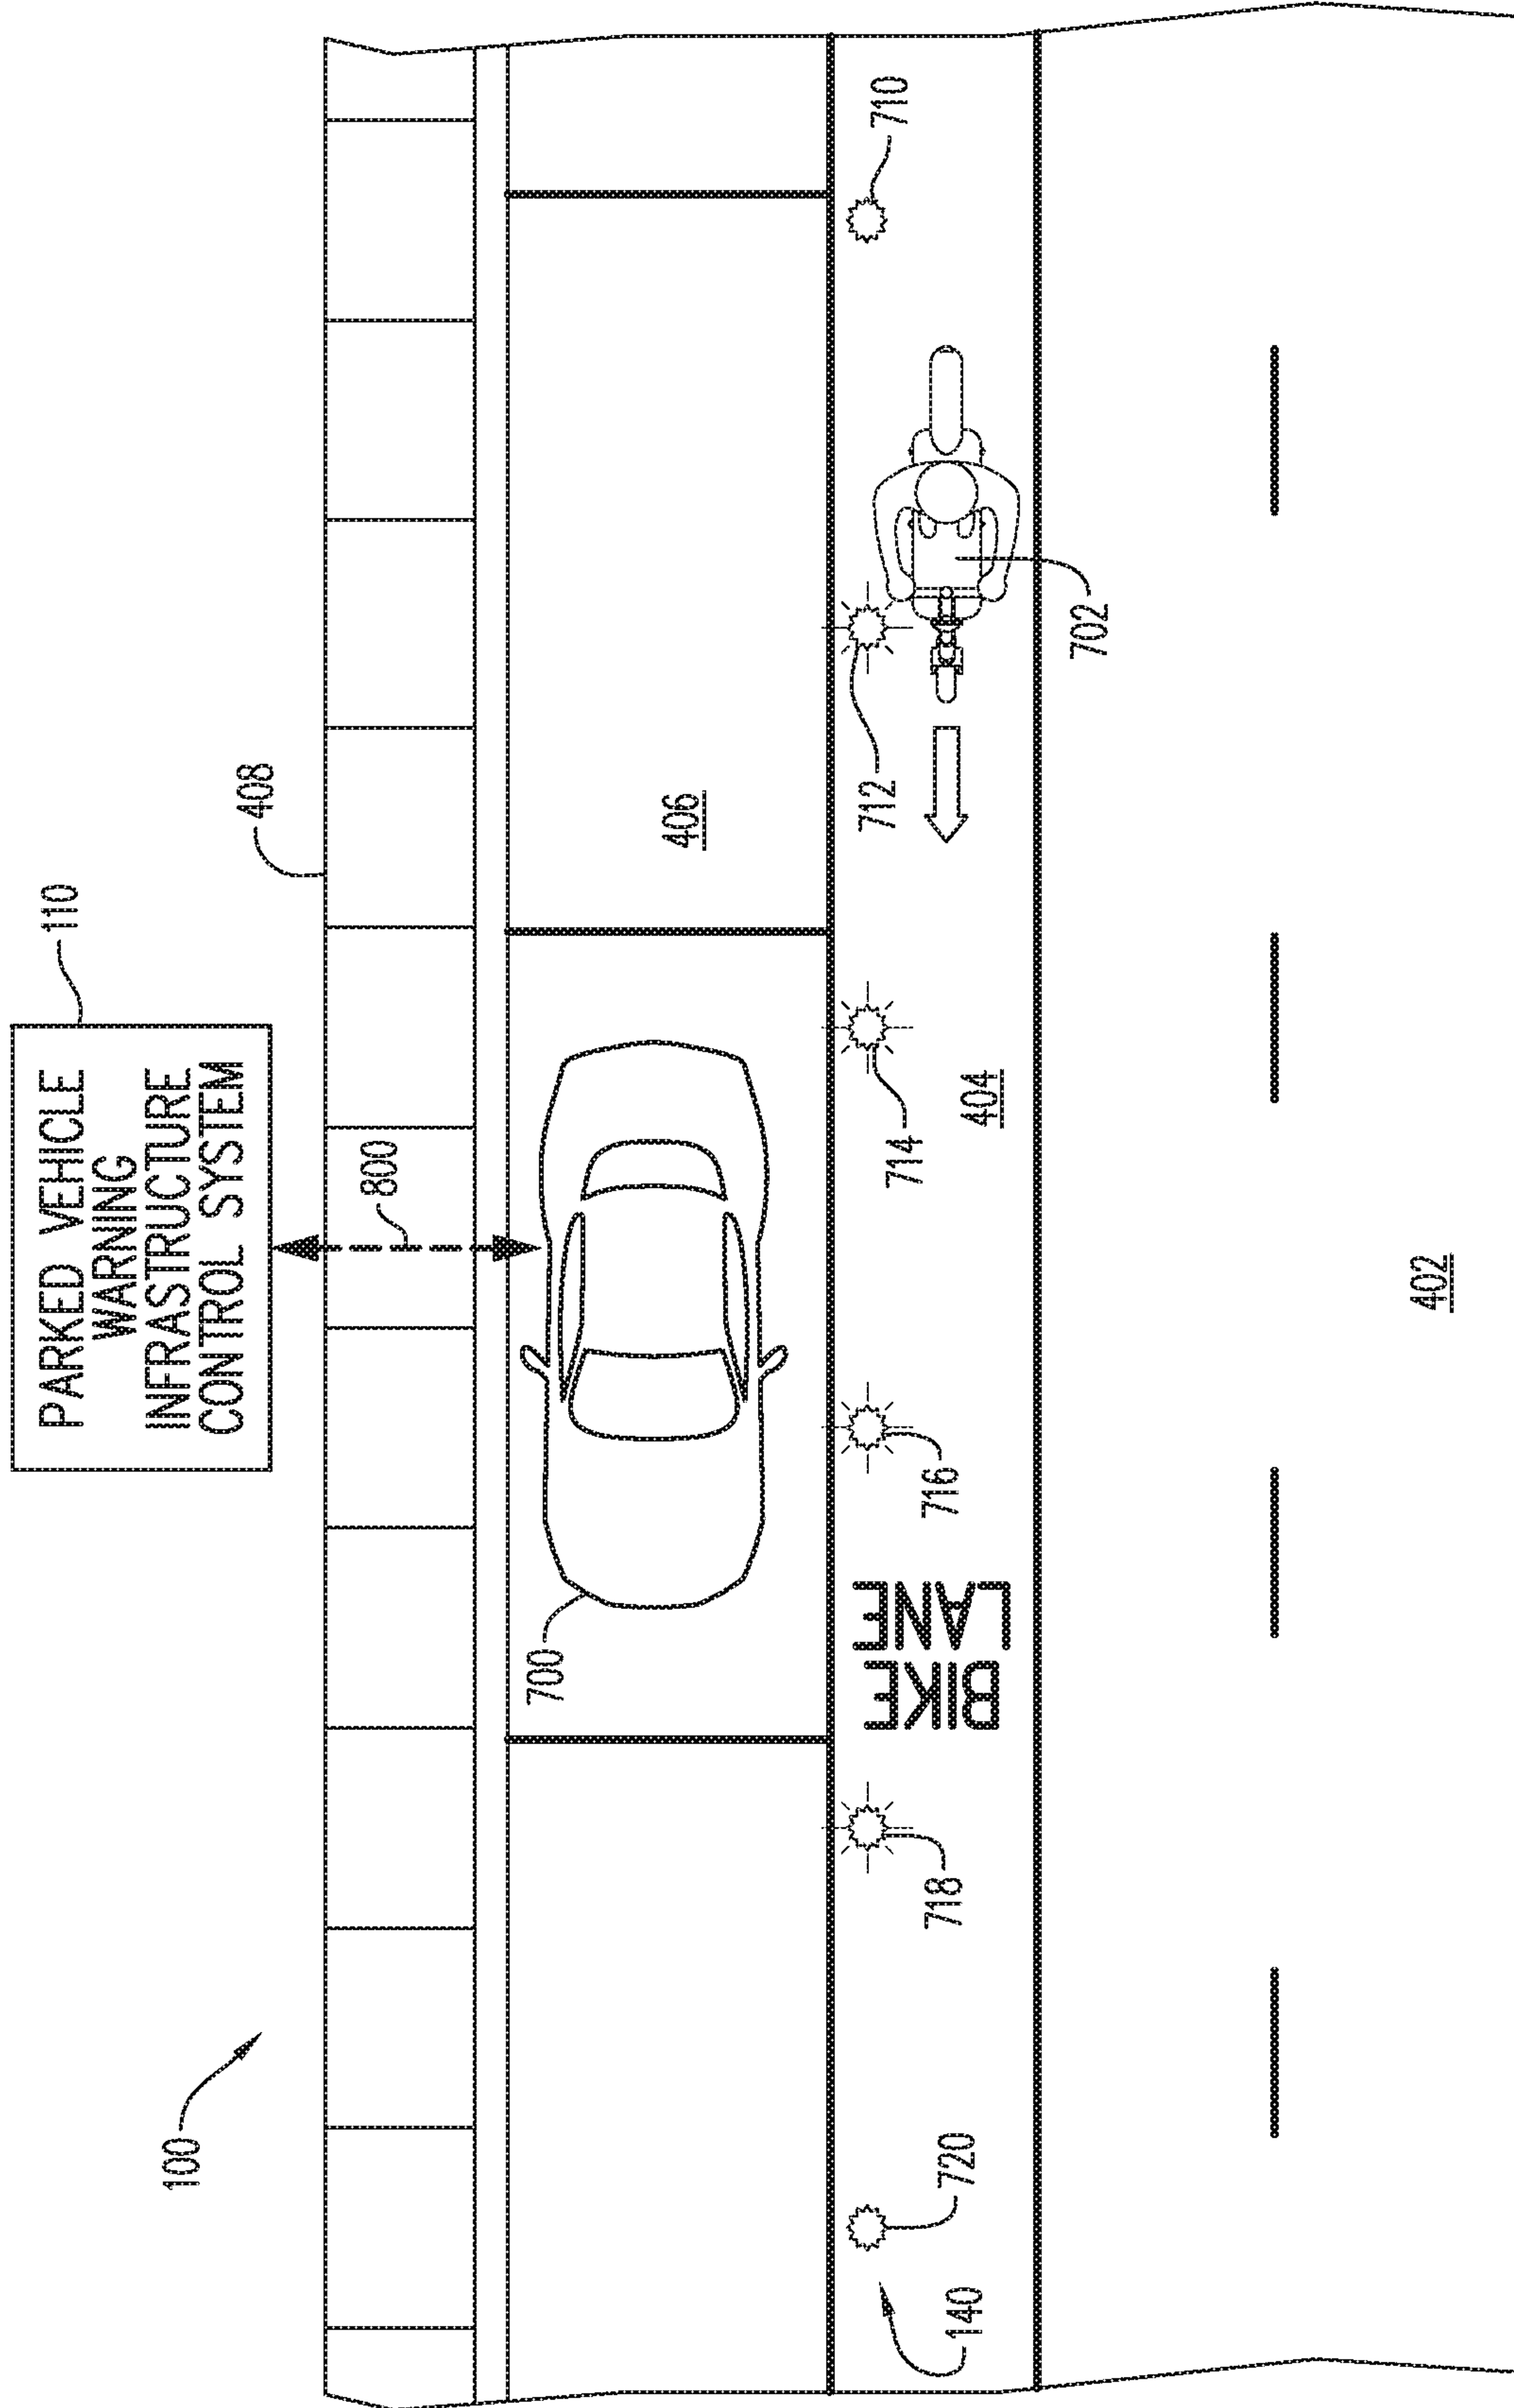 100
PARKED VEHICLE
WARNING
INFRASTRUCTURE
CONTROL SYSTEM
110
408
800
700
406
140
720
718
BIKE
LANE
716
714
404
712
702
710
402